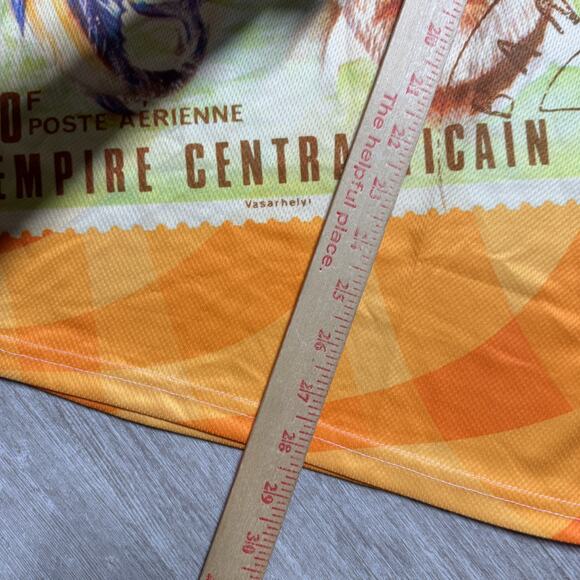 0F
POSTE AÉRIENNE
EMPIRE CENTRA ICAIN
Vasarhelyi
The helpful place.
20
21
22
23
24
25
26
27
28
29
30